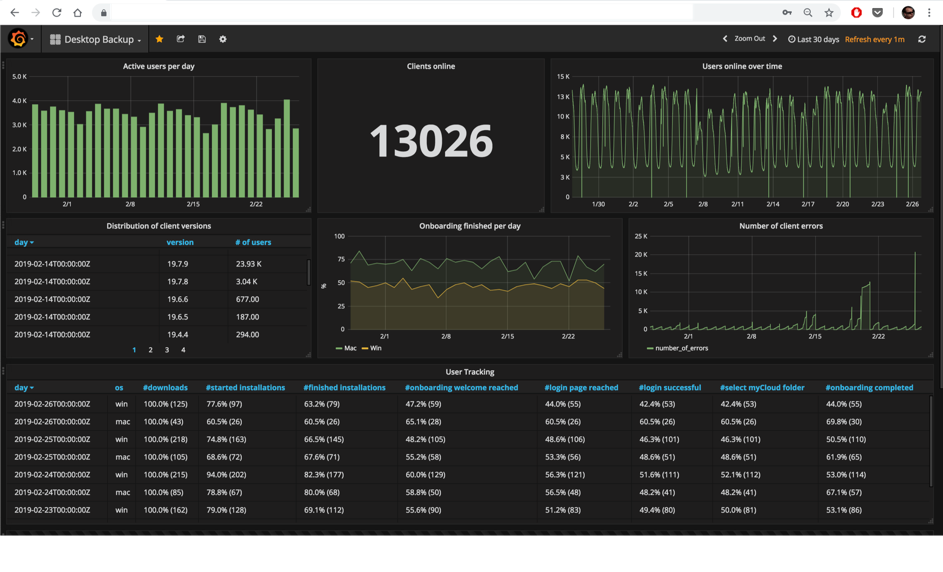 Desktop Backup
Zoom Out
Last 30 days
Refresh every 1m
Active users per day
5.0 K
4.0 K
3.0 K
2.0 K
1.0 K
0
2/1 2/8 2/15 2/22
Clients online
13026
Users online over time
15 K
13 K
10 K
8 K
5 K
3 K
0
1/30 2/2 2/5 2/8 2/11 2/14 2/17 2/20 2/23 2/26
Distribution of client versions
day version # of users
2019-02-14T00:00:00Z 19.7.9 23.93 K
2019-02-14T00:00:00Z 19.7.8 3.04 K
2019-02-14T00:00:00Z 19.6.6 677.00
2019-02-14T00:00:00Z 19.6.5 187.00
2019-02-14T00:00:00Z 19.4.4 294.00
1 2 3 4
Onboarding finished per day
%
100
75
50
25
0
2/1 2/8 2/15 2/22
Mac Win
Number of client errors
25 K
20 K
15 K
10 K
5 K
0
2/1 2/8 2/15 2/22
number_of_errors
User Tracking
day os #downloads #started installations #finished installations #onboarding welcome reached #login page reached #login successful #select myCloud folder #onboarding completed
2019-02-26T00:00:00Z win 100.0% (125) 77.6% (97) 63.2% (79) 47.2% (59) 44.0% (55) 42.4% (53) 42.4% (53) 44.0% (55)
2019-02-26T00:00:00Z mac 100.0% (43) 60.5% (26) 60.5% (26) 65.1% (28) 60.5% (26) 60.5% (26) 60.5% (26) 69.8% (30)
2019-02-25T00:00:00Z win 100.0% (218) 74.8% (163) 66.5% (145) 48.2% (105) 48.6% (106) 46.3% (101) 46.3% (101) 50.5% (110)
2019-02-25T00:00:00Z mac 100.0% (105) 68.6% (72) 67.6% (71) 55.2% (58) 53.3% (56) 48.6% (51) 48.6% (51) 61.9% (65)
2019-02-24T00:00:00Z win 100.0% (215) 94.0% (202) 82.3% (177) 60.0% (129) 56.3% (121) 51.6% (111) 52.1% (112) 53.0% (114)
2019-02-24T00:00:00Z mac 100.0% (85) 78.8% (67) 80.0% (68) 58.8% (50) 56.5% (48) 48.2% (41) 48.2% (41) 67.1% (57)
2019-02-23T00:00:00Z win 100.0% (162) 79.0% (128) 69.1% (112) 55.6% (90) 51.2% (83) 49.4% (80) 50.0% (81) 53.1% (86)